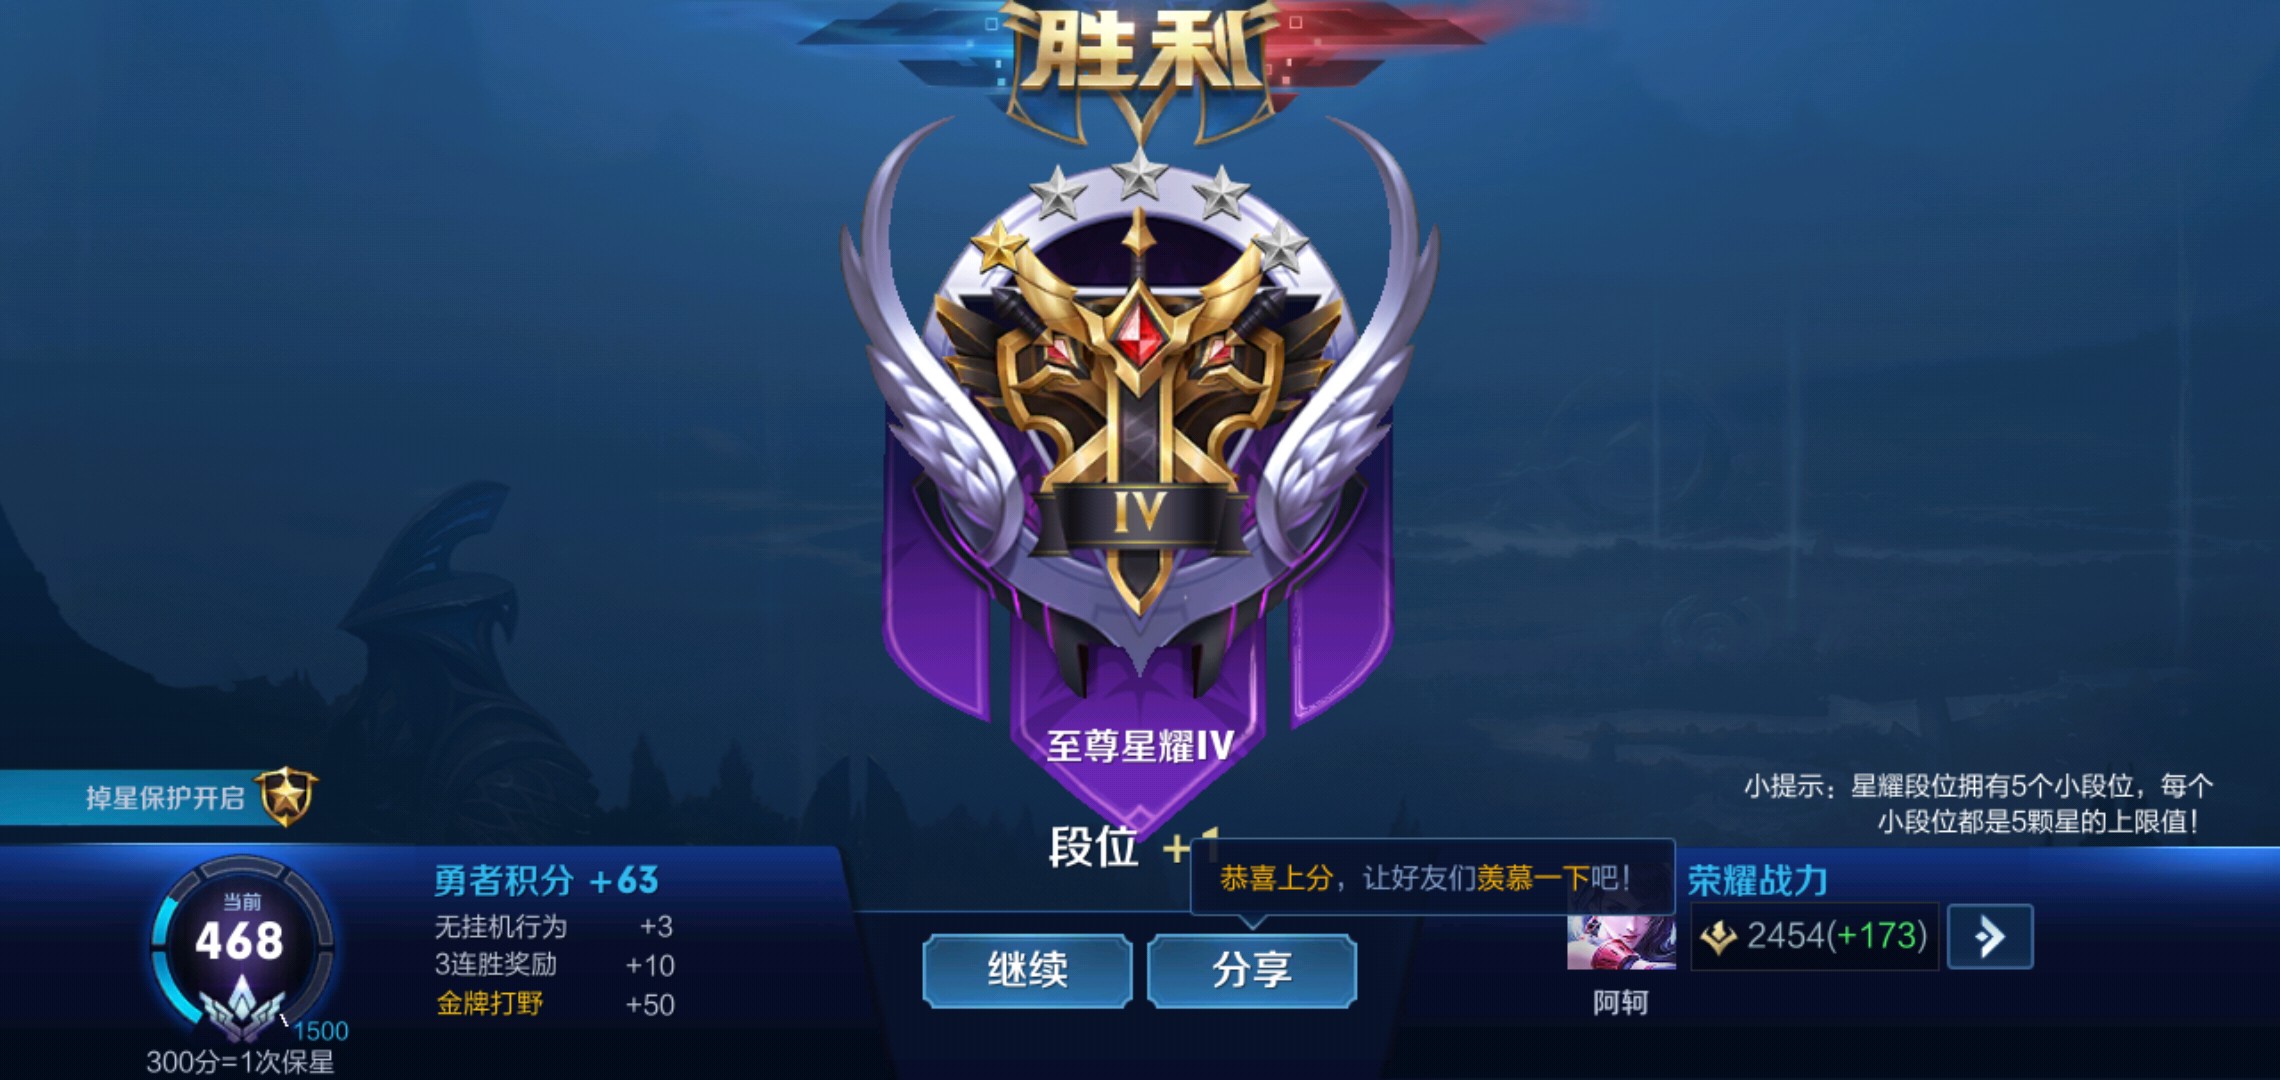 胜利
IV
至尊星耀IV
段位 +1
掉星保护开启
当前
468
1500
300分=1次保星
勇者积分 +63
无挂机行为 +3
3连胜奖励 +10
金牌打野 +50
恭喜上分，让好友们羡慕一下吧！
继续
分享
小提示：星耀段位拥有5个小段位，每个
小段位都是5颗星的上限值！
荣耀战力
2454(+173)
阿轲